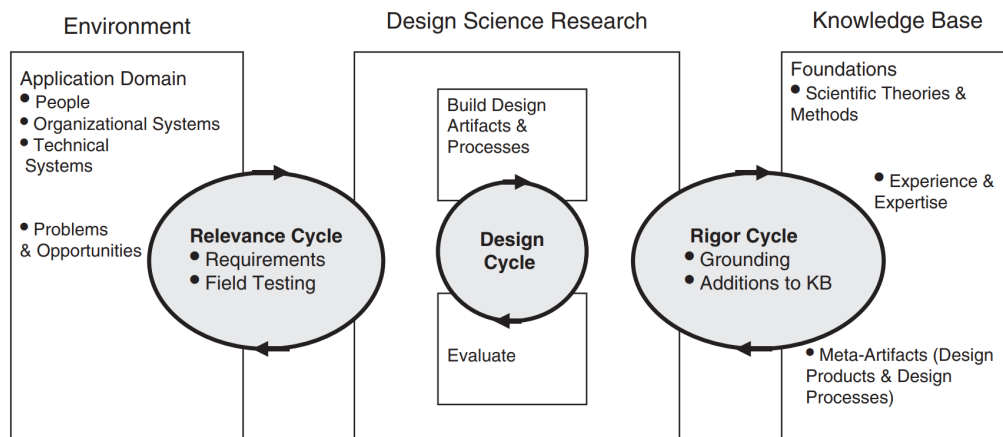 Environment
Design Science Research
Knowledge Base
Application Domain
● People
● Organizational Systems
● Technical
Systems
● Problems
& Opportunities
Relevance Cycle
● Requirements
● Field Testing
Build Design
Artifacts &
Processes
Design
Cycle
Evaluate
Rigor Cycle
● Grounding
● Additions to KB
Foundations
● Scientific Theories &
Methods
● Experience &
Expertise
● Meta-Artifacts (Design
Products & Design
Processes)